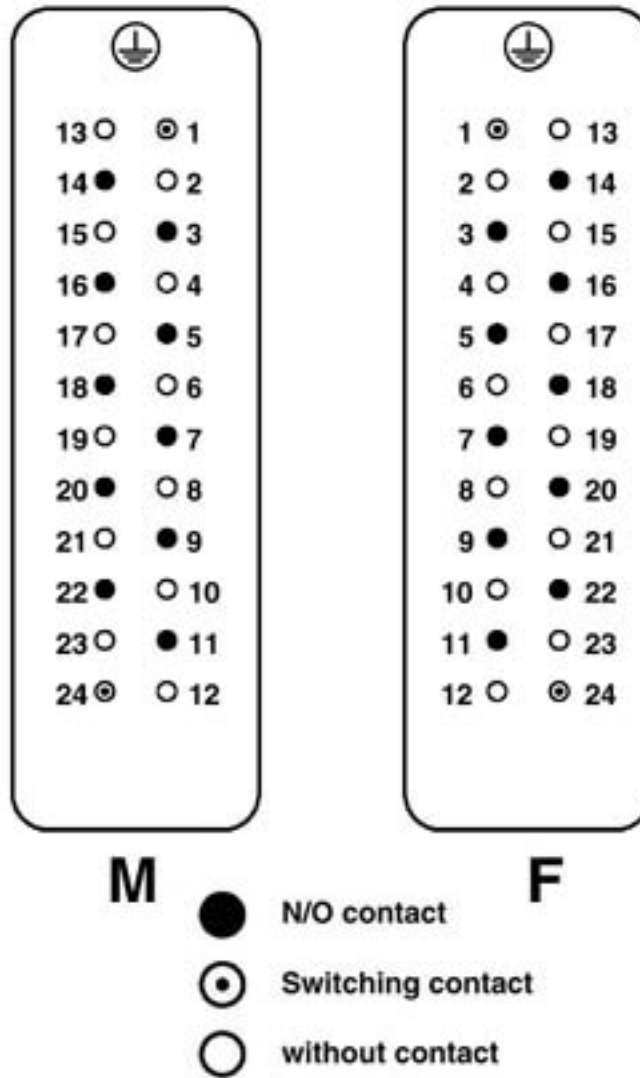 13 1 1 13
14 2 2 14
15 3 3 15
16 4 4 16
17 5 5 17
18 6 6 18
19 7 7 19
20 8 8 20
21 9 9 21
22 10 10 22
23 11 11 23
24 12 12 24
M F
N/O contact
Switching contact
without contact